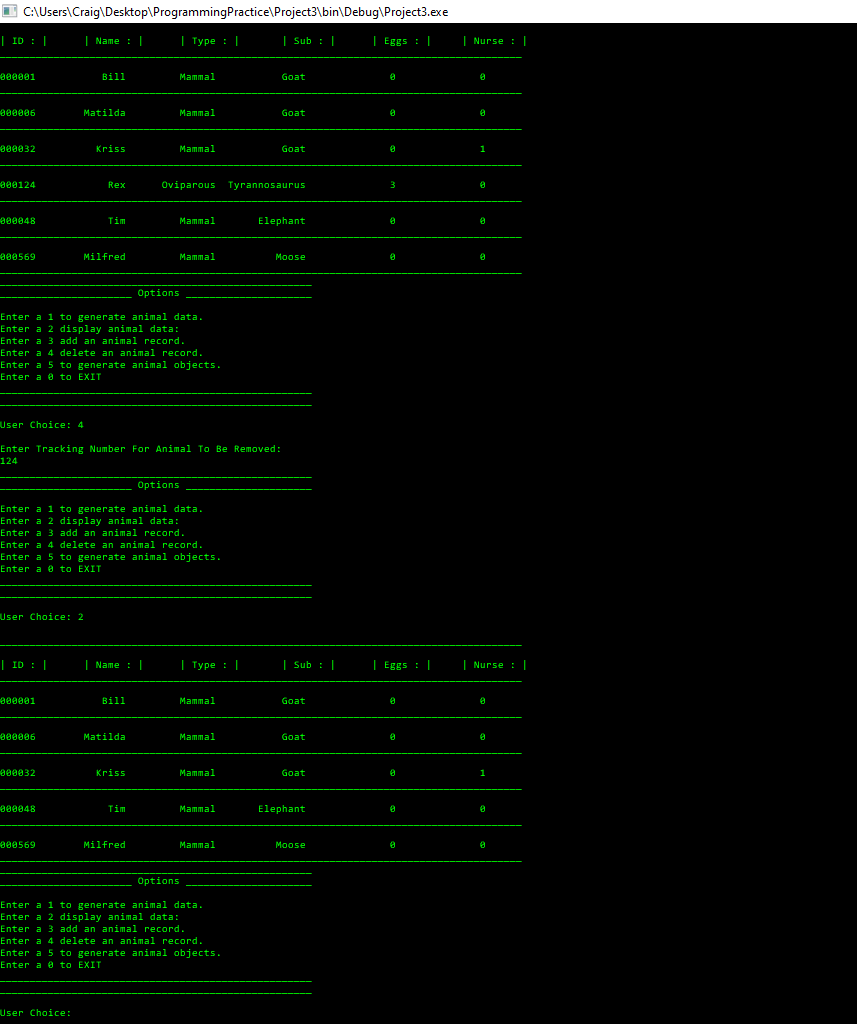 C:\Users\Craig\Desktop\ProgrammingPractice\Project3\bin\Debug\Project3.exe
| ID : | | Name : | | Type : | | Sub : | | Eggs : | | Nurse : |
000001 Bill Mammal Goat 0 0
000006 Matilda Mammal Goat 0 0
000032 Kriss Mammal Goat 0 1
000124 Rex Oviparous Tyrannosaurus 3 0
000048 Tim Mammal Elephant 0 0
000569 Milfred Mammal Moose 0 0
Options
Enter a 1 to generate animal data.
Enter a 2 display animal data:
Enter a 3 add an animal record.
Enter a 4 delete an animal record.
Enter a 5 to generate animal objects.
Enter a 0 to EXIT
User Choice: 4
Enter Tracking Number For Animal To Be Removed:
124
Options
Enter a 1 to generate animal data.
Enter a 2 display animal data:
Enter a 3 add an animal record.
Enter a 4 delete an animal record.
Enter a 5 to generate animal objects.
Enter a 0 to EXIT
User Choice: 2
| ID : | | Name : | | Type : | | Sub : | | Eggs : | | Nurse : |
000001 Bill Mammal Goat 0 0
000006 Matilda Mammal Goat 0 0
000032 Kriss Mammal Goat 0 1
000048 Tim Mammal Elephant 0 0
000569 Milfred Mammal Moose 0 0
Options
Enter a 1 to generate animal data.
Enter a 2 display animal data:
Enter a 3 add an animal record.
Enter a 4 delete an animal record.
Enter a 5 to generate animal objects.
Enter a 0 to EXIT
User Choice: